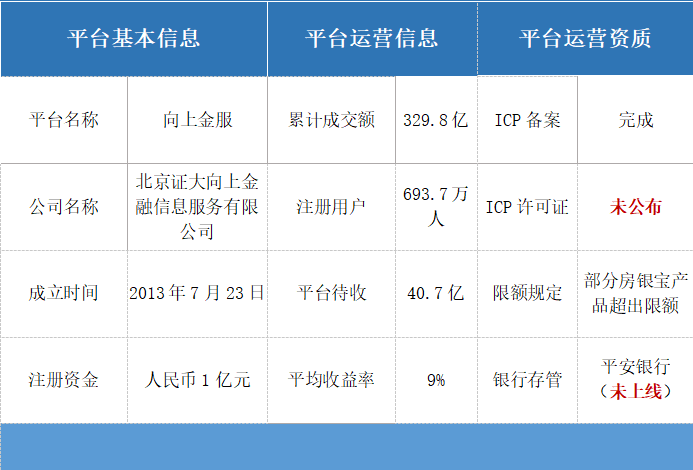 平台基本信息 平台运营信息 平台运营资质
平台名称 向上金服 累计成交额 329.8亿 ICP备案 完成
公司名称 北京证大向上金
融信息服务有限
公司 注册用户 693.7万
人 ICP许可证 未公布
成立时间 2013年7月23日 平台待收 40.7亿 限额规定 部分房银宝产
品超出限额
注册资金 人民币1亿元 平均收益率 9% 银行存管 平安银行
（未上线）